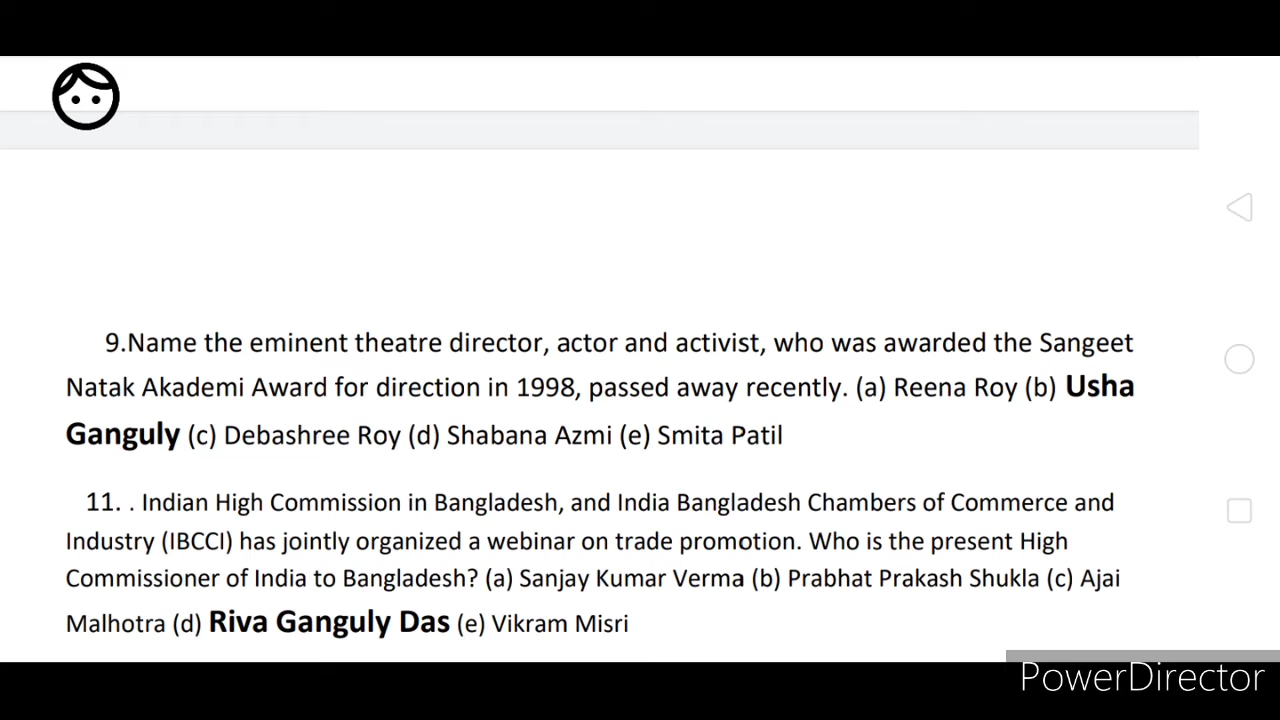 9.Name the eminent theatre director, actor and activist, who was awarded the Sangeet
Natak Akademi Award for direction in 1998, passed away recently. (a) Reena Roy (b) Usha
Ganguly (c) Debashree Roy (d) Shabana Azmi (e) Smita Patil
11. . Indian High Commission in Bangladesh, and India Bangladesh Chambers of Commerce and
Industry (IBCCI) has jointly organized a webinar on trade promotion. Who is the present High
Commissioner of India to Bangladesh? (a) Sanjay Kumar Verma (b) Prabhat Prakash Shukla (c) Ajai
Malhotra (d) Riva Ganguly Das (e) Vikram Misri
PowerDirector